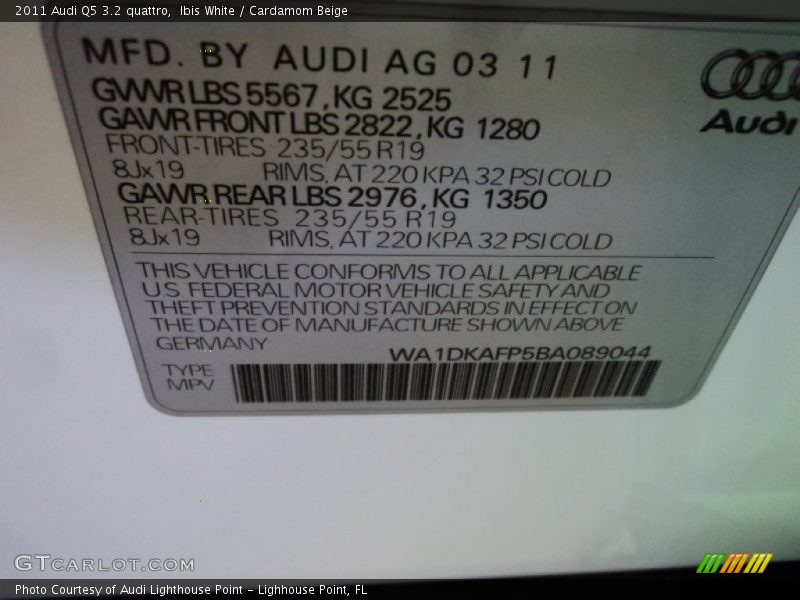 2011 Audi Q5 3.2 quattro,  Ibis White / Cardamom Beige
MFD. BY AUDI AG 03 11
GVWR LBS 5567, KG 2525
GAWR FRONT LBS 2822, KG 1280
FRONT-TIRES 235/55 R19
8Jx19 RIMS, AT 220 KPA 32 PSI COLD
GAWR REAR LBS 2976, KG 1350
REAR-TIRES 235/55 R19
8Jx19 RIMS, AT 220 KPA 32 PSI COLD
Audi
THIS VEHICLE CONFORMS TO ALL APPLICABLE
U.S. FEDERAL MOTOR VEHICLE SAFETY AND
THEFT PREVENTION STANDARDS IN EFFECT ON
THE DATE OF MANUFACTURE SHOWN ABOVE
GERMANY WA1DKAFP5BA089044
TYPE
MPV
GTCARLOT.COM
Photo Courtesy of Audi Lighthouse Point - Lighhouse Point, FL